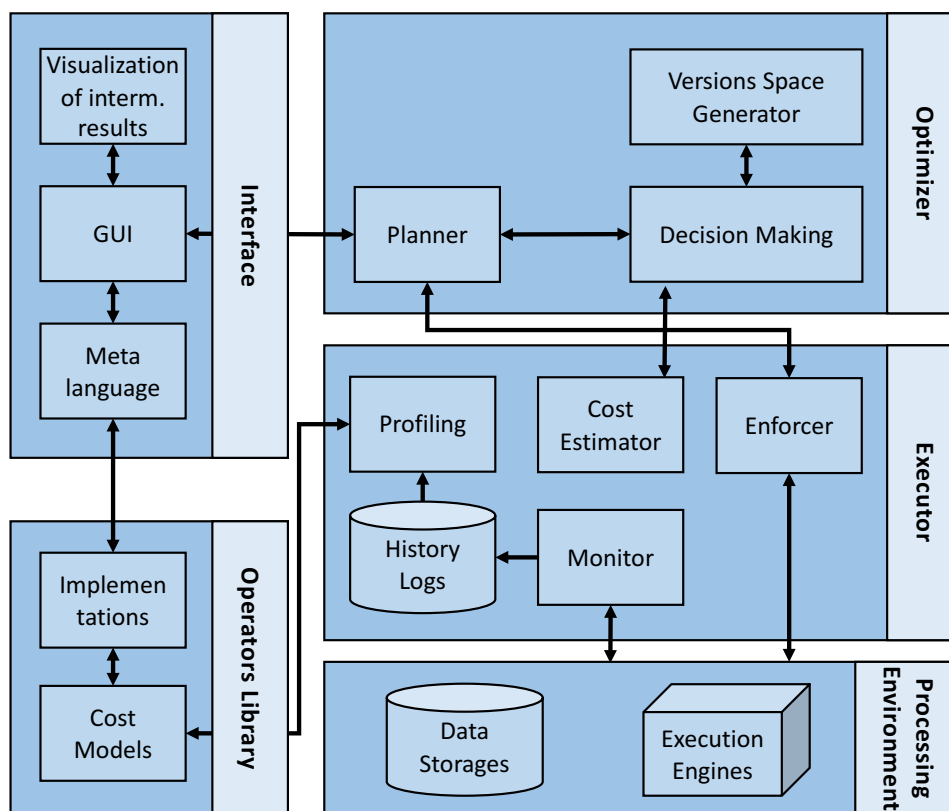 Visualization
of interm.
results
GUI
Meta
language
Interface
Versions Space
Generator
Planner
Decision Making
Optimizer
Profiling
Cost
Estimator
Enforcer
History
Logs
Monitor
Executor
Implemen
tations
Cost
Models
Operators Library
Data
Storages
Execution
Engines
Processing
Environment